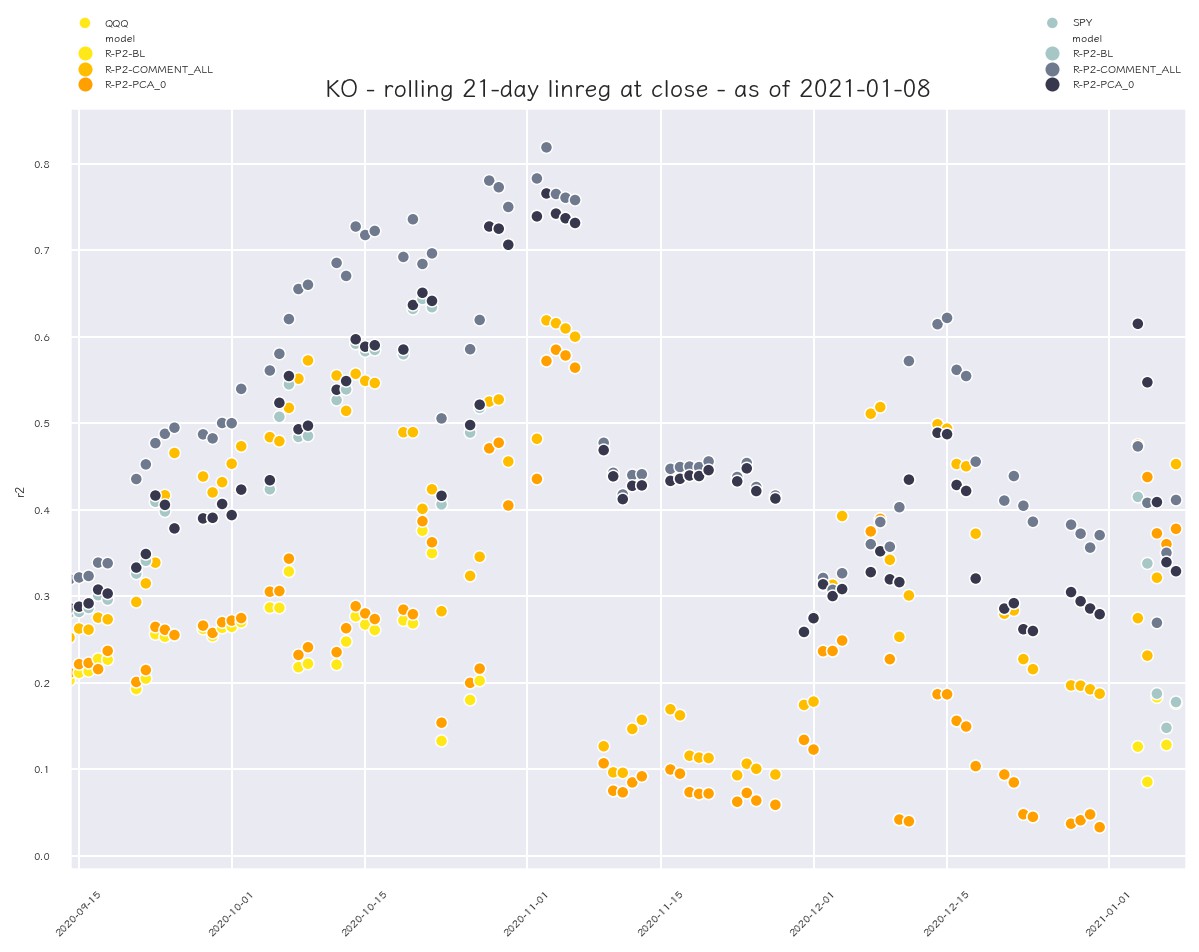 QQQ
model
R-P2-BL
R-P2-COMMENT_ALL
R-P2-PCA_0
SPY
model
R-P2-BL
R-P2-COMMENT_ALL
R-P2-PCA_0
KO - rolling 21-day linreg at close - as of 2021-01-08
0.8
0.7
0.6
0.5
0.4
0.3
0.2
0.1
0.0
r2
2020-09-15
2020-10-01
2020-10-15
2020-11-01
2020-11-15
2020-12-01
2020-12-15
2021-01-01